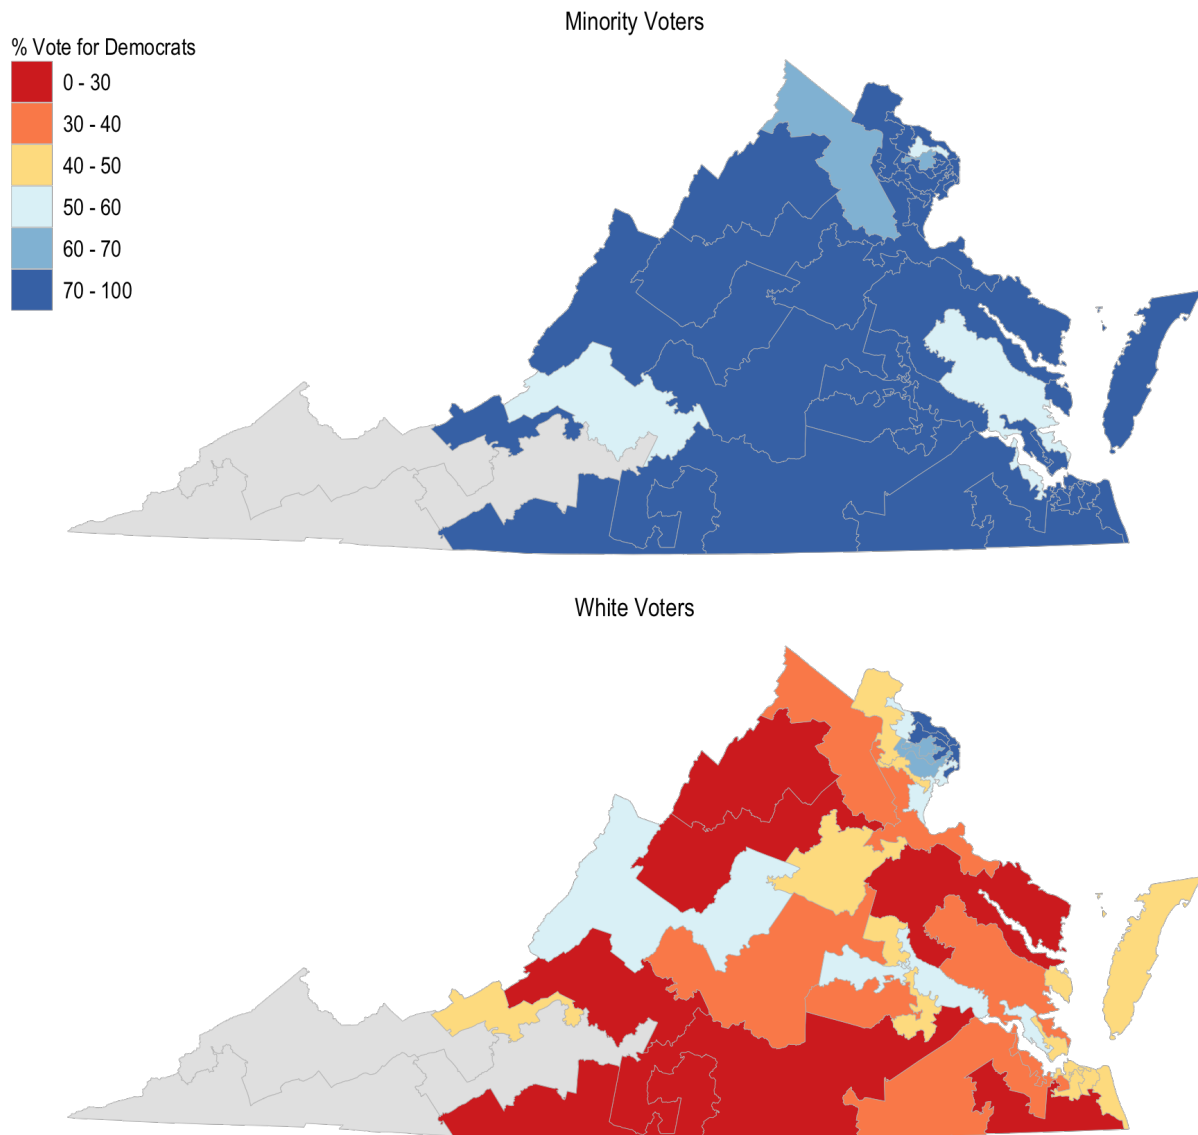 Minority Voters
% Vote for Democrats
0 - 30
30 - 40
40 - 50
50 - 60
60 - 70
70 - 100
White Voters